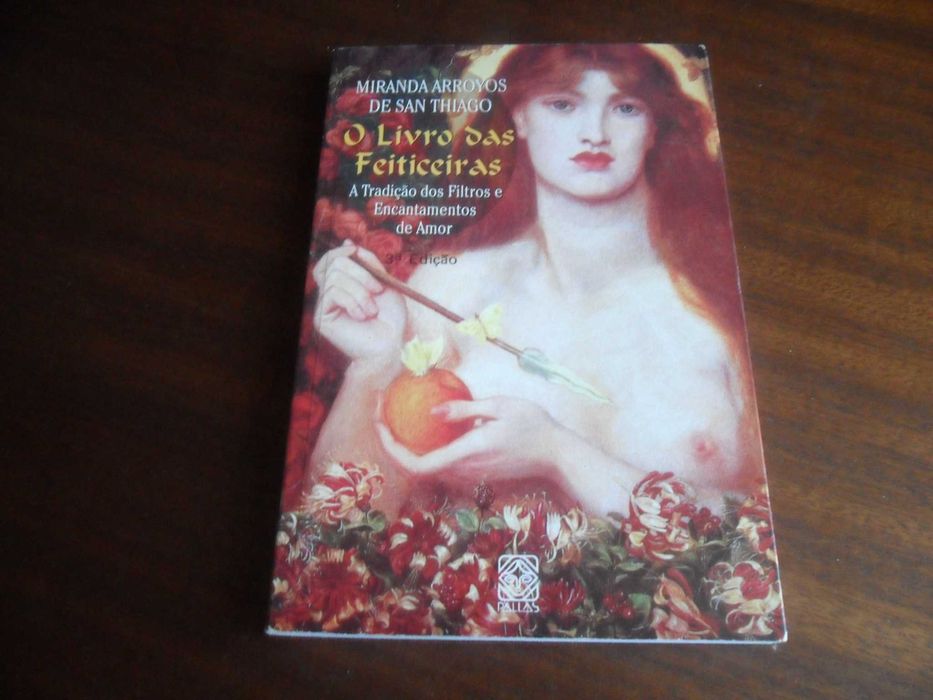 MIRANDA ARROYOS
DE SAN THIAGO
O Livro das
Feiticeiras
A Tradição dos Filtros e
Encantamentos
de Amor
3ª Edição
PALLAS